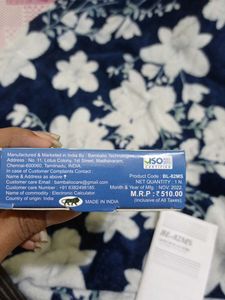 Manufactured & Marketed in India By : Bambalio Technologies
Address : No. 11, Lotus Colony, 1st Street, Madhavaram,
Chennai-600060, Tamilnadu, INDIA.
In case of Customer Complaints Contact :
Name & Address as above
Customer Care Email : bambaliocare@gmail.com
Customer Care Number : +91 6382498185
Name of Commodity : Electronic Calculator
Country of origin: India
MADE IN INDIA
ISO
CERTIFIED
Product Code : BL-82MS
NET QUANTITY : 1 N
Month & Year of Mfg : NOV. 2022
M.R.P : ₹ 510.00
(Inclusive of All Taxes)
BL-82MS